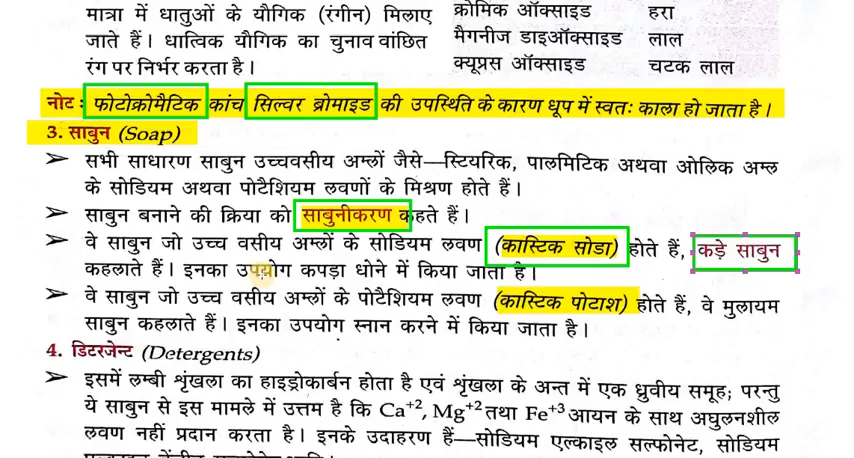 मात्रा में धातुओं के यौगिक (रंगीन) मिलाए
जाते हैं। धात्विक यौगिक का चुनाव वांछित
रंग पर निर्भर करता है।
क्रोमिक ऑक्साइड हरा
मैगनीज डाइऑक्साइड लाल
क्यूप्रस ऑक्साइड चटक लाल
नोट : फोटोक्रोमैटिक कांच सिल्वर ब्रोमाइड की उपस्थिति के कारण धूप में स्वतः काला हो जाता है।
3. साबुन (Soap)
➤ सभी साधारण साबुन उच्चवसीय अम्लों जैसे—स्टियरिक, पालमिटिक अथवा ओलिक अम्ल
के सोडियम अथवा पोटैशियम लवणों के मिश्रण होते हैं।
➤ साबुन बनाने की क्रिया को साबुनीकरण कहते हैं।
➤ वे साबुन जो उच्च वसीय अम्लों के सोडियम लवण (कास्टिक सोडा) होते हैं, कड़े साबुन
कहलाते हैं। इनका उपयोग कपड़ा धोने में किया जाता है।
➤ वे साबुन जो उच्च वसीय अम्लों के पोटैशियम लवण (कास्टिक पोटाश) होते हैं, वे मुलायम
साबुन कहलाते हैं। इनका उपयोग स्नान करने में किया जाता है।
4. डिटरजेन्ट (Detergents)
➤ इसमें लम्बी शृंखला का हाइड्रोकार्बन होता है एवं शृंखला के अन्त में एक ध्रुवीय समूह; परन्तु
ये साबुन से इस मामले में उत्तम है कि Ca⁺², Mg⁺² तथा Fe⁺³ आयन के साथ अघुलनशील
लवण नहीं प्रदान करता है। इनके उदाहरण हैं—सोडियम एल्काइल सल्फोनेट, सोडियम